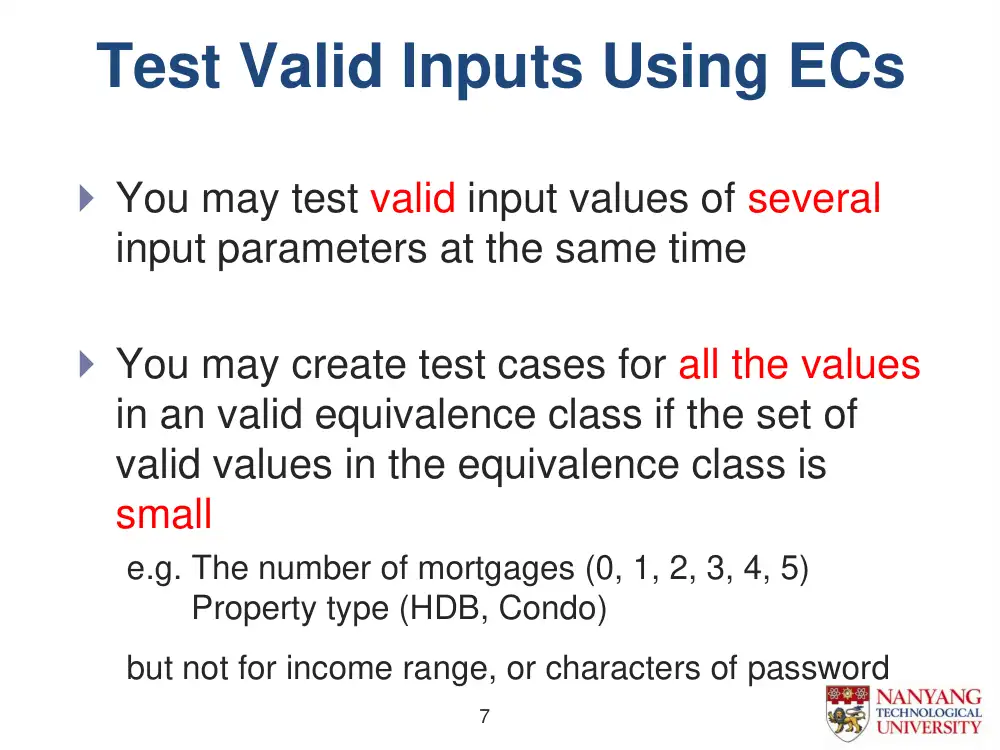 Test Valid Inputs Using ECs
You may test valid input values of several
input parameters at the same time
You may create test cases for all the values
in an valid equivalence class if the set of
valid values in the equivalence class is
small
e.g. The number of mortgages (0, 1, 2, 3, 4, 5)
Property type (HDB, Condo)
but not for income range, or characters of password
7
NANYANG
TECHNOLOGICAL
UNIVERSITY